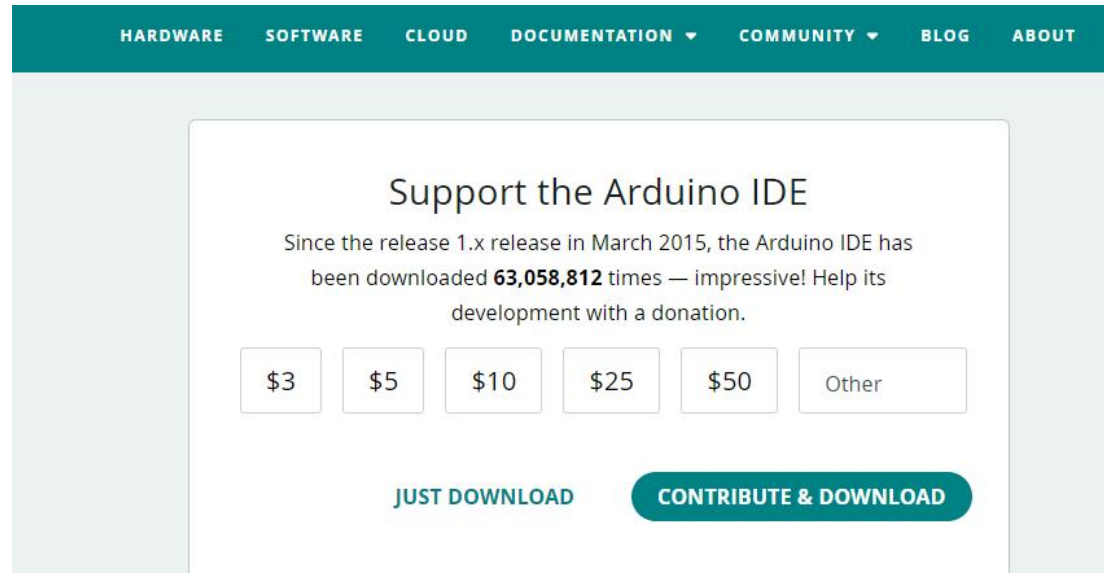 HARDWARE SOFTWARE CLOUD DOCUMENTATION COMMUNITY BLOG ABOUT
Support the Arduino IDE
Since the release 1.x release in March 2015, the Arduino IDE has
been downloaded 63,058,812 times — impressive! Help its
development with a donation.
$3 $5 $10 $25 $50 Other
JUST DOWNLOAD CONTRIBUTE & DOWNLOAD